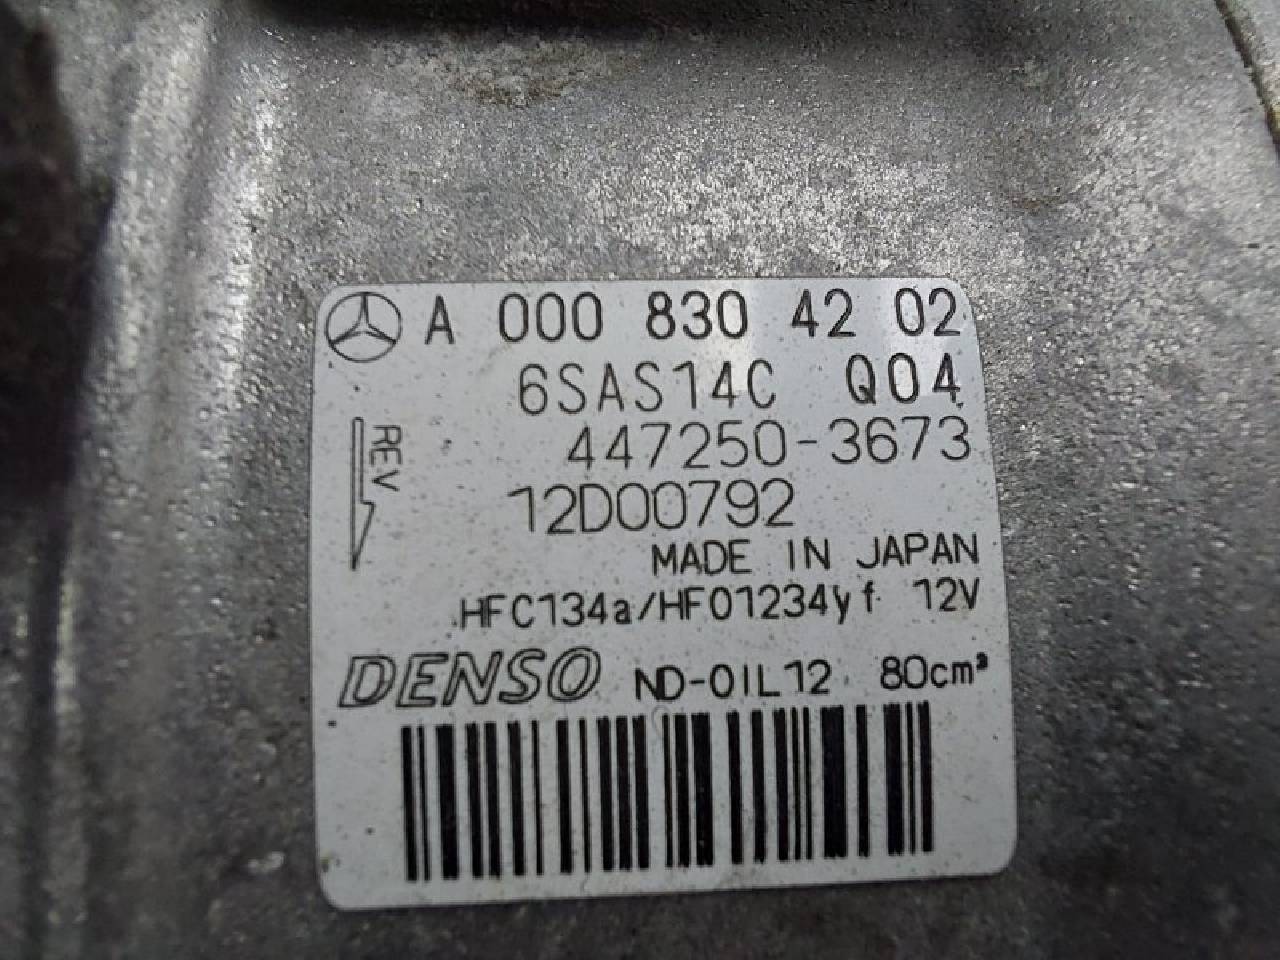 A 000 830 42 02
6SAS14C Q04
REV
447250-3673
12D00792
MADE IN JAPAN
HFC134a/HFO1234yf 12V
DENSO ND-OIL12 80cm³